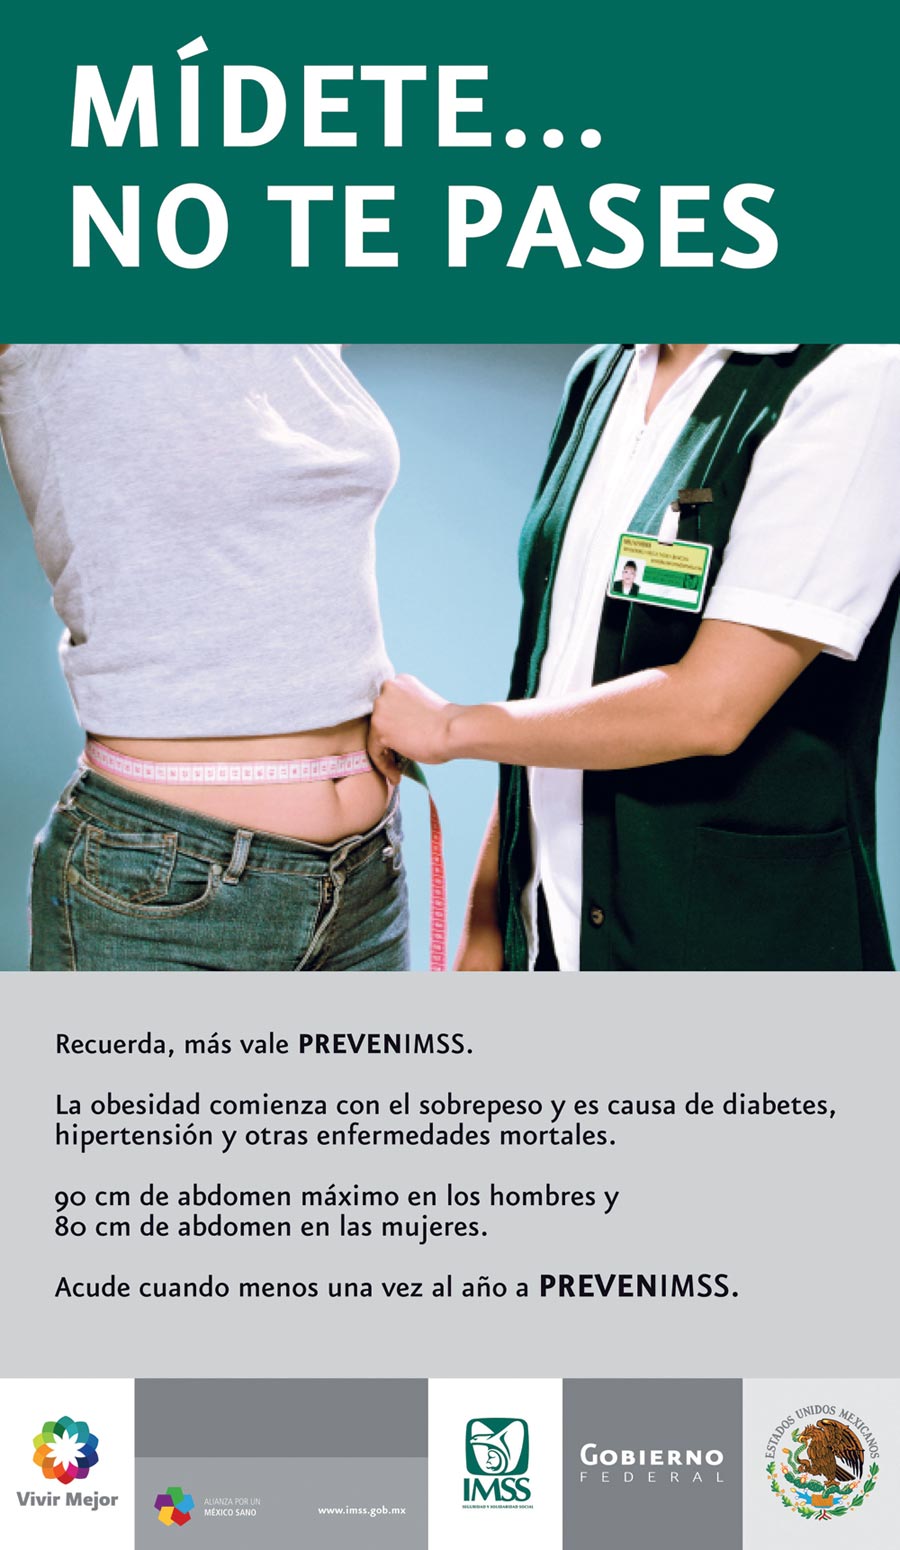 MÍDETE...
NO TE PASES
Recuerda, más vale PREVENIMSS.
La obesidad comienza con el sobrepeso y es causa de diabetes,
hipertensión y otras enfermedades mortales.
90 cm de abdomen máximo en los hombres y
80 cm de abdomen en las mujeres.
Acude cuando menos una vez al año a PREVENIMSS.
Vivir Mejor
ALIANZA POR UN
MÉXICO SANO
www.imss.gob.mx
IMSS
SEGURIDAD Y SOLIDARIDAD SOCIAL
GOBIERNO
FEDERAL
ESTADOS UNIDOS MEXICANOS